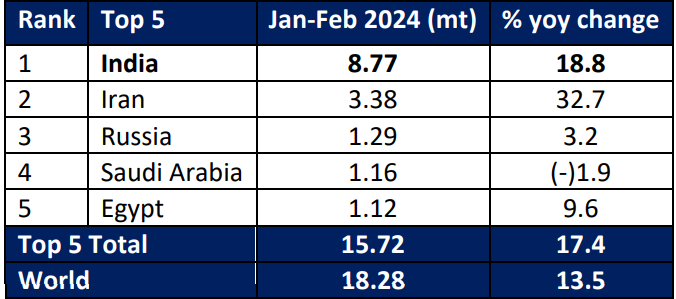 Rank Top 5 Jan-Feb 2024 (mt) % yoy change
1 India 8.77 18.8
2 Iran 3.38 32.7
3 Russia 1.29 3.2
4 Saudi Arabia 1.16 (-)1.9
5 Egypt 1.12 9.6
Top 5 Total 15.72 17.4
World 18.28 13.5